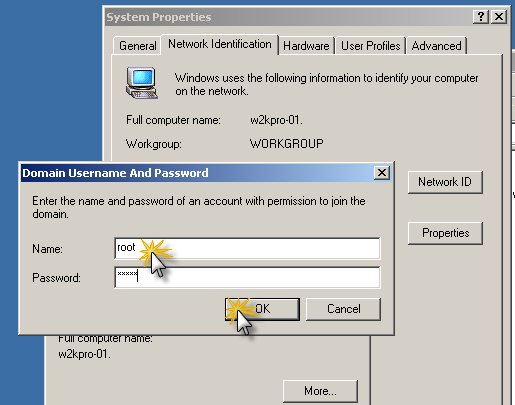 System Properties
General Network Identification Hardware User Profiles Advanced
Windows uses the following information to identify your computer
on the network.
Full computer name: w2kpro-01.
Workgroup: WORKGROUP
Domain Username And Password
Enter the name and password of an account with permission to join the
domain.
Name: root
Password: xxxxx
Network ID
Properties
OK Cancel
Full computer name:
w2kpro-01.
More...